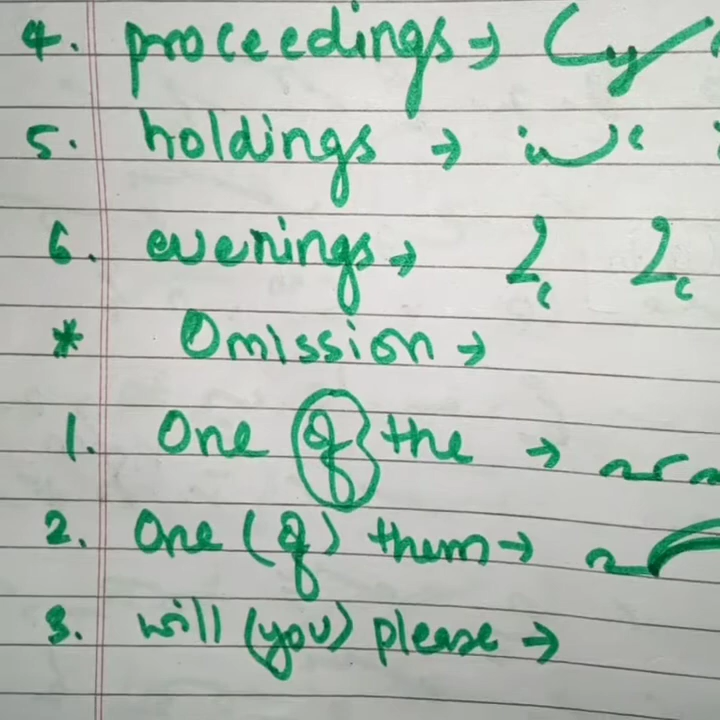 4. proceedings →
5. holdings →
6. evenings →
* Omission →
1. One of the →
2. One (of) them →
3. will (you) please →